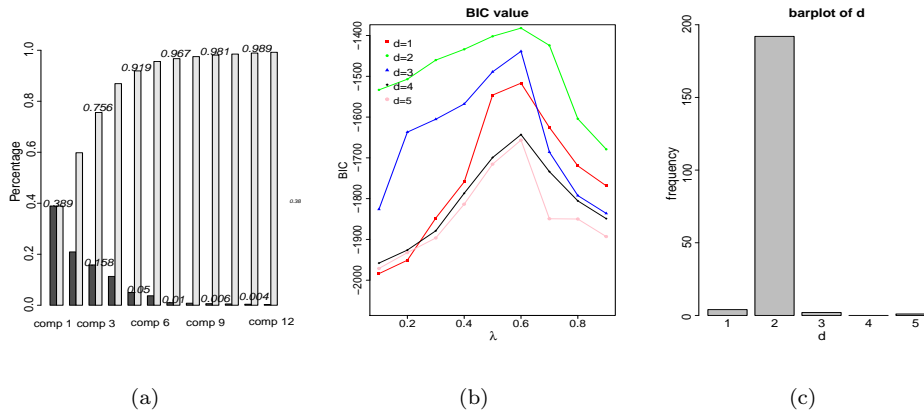 Percentage
0.0 0.2 0.4 0.6 0.8 1.0
0.389
0.158
0.756
0.05
0.919
0.01
0.967
0.006
0.981
0.004
0.989
0.38
comp 1 comp 3 comp 6 comp 9 comp 12
(a)
BIC value
BIC
-1400
-1500
-1600
-1700
-1800
-1900
-2000
d=1
d=2
d=3
d=4
d=5
0.2 0.4 0.6 0.8
λ
(b)
barplot of d
frequency
200
150
100
50
0
1 2 3 4 5
d
(c)